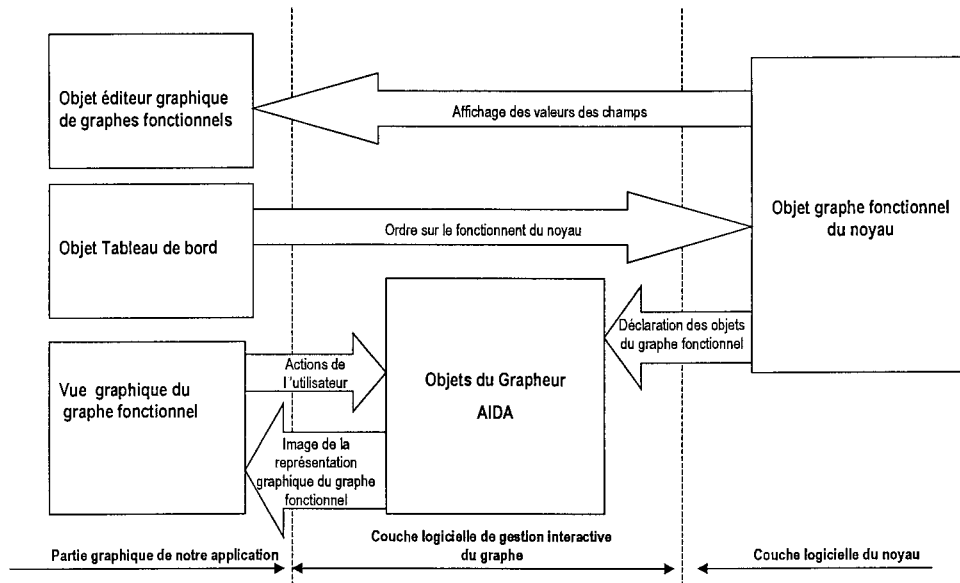 Objet éditeur graphique
de graphes fonctionnels
Affichage des valeurs des champs
Objet graphe fonctionnel
du noyau
Objet Tableau de bord
Ordre sur le fonctionnent du noyau
Déclaration des objets
du graphe fonctionnel
Vue graphique du
graphe fonctionnel
Actions de
l 'utilisateur
Objets du Grapheur
AIDA
Image de la
représentation
graphique du graphe
fonctionnel
Partie graphique de notre application
Couche logicielle de gestion interactive
du graphe
Couche logicielle du noyau